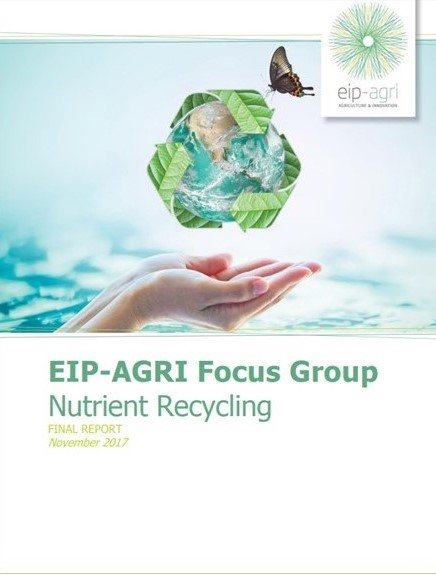 eip-agri
AGRICULTURE & INNOVATION
EIP-AGRI Focus Group
Nutrient Recycling
FINAL REPORT
November 2017